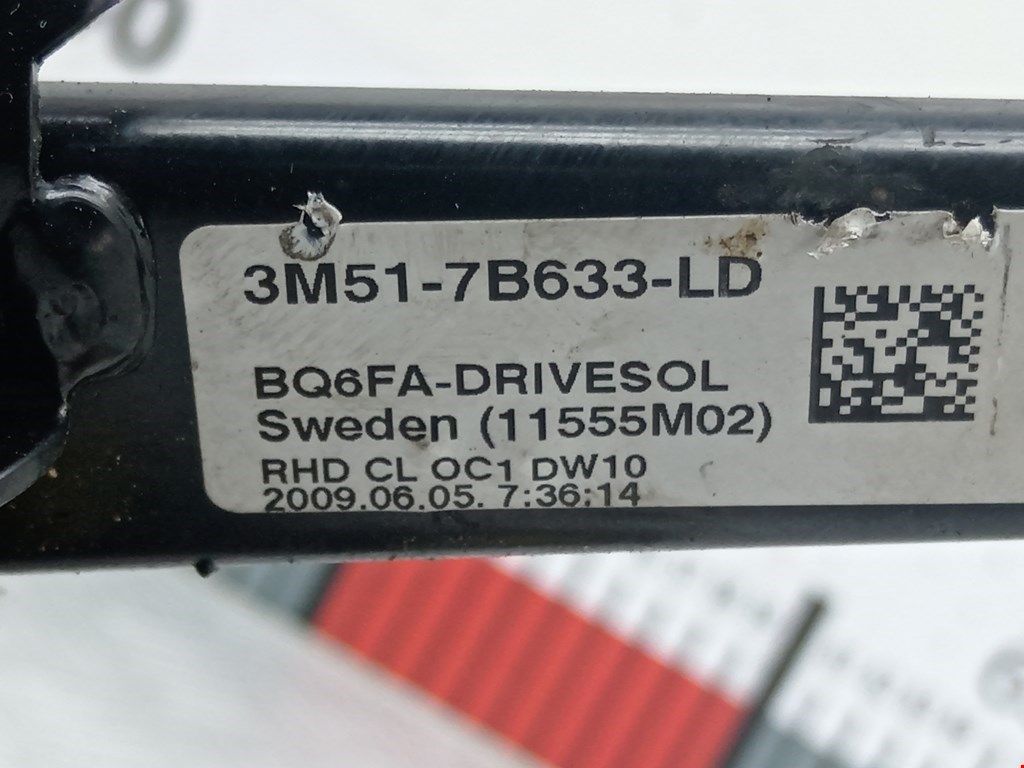 3M51-7B633-LD
BQ6FA-DRIVESOL
Sweden (11555M02)
RHD CL OC1 DW10
2009.06.05. 7:36:14